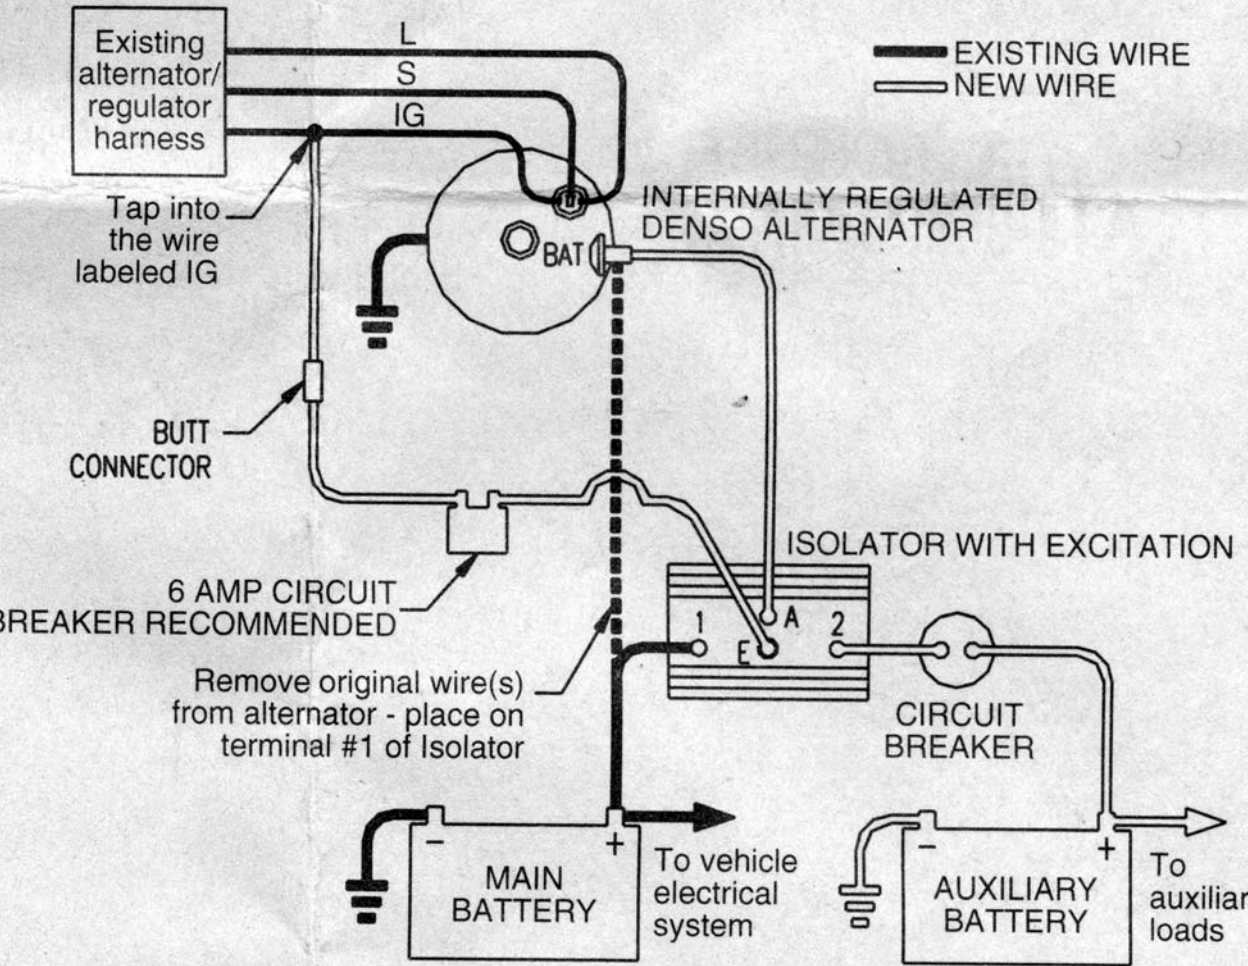 Existing
alternator/
regulator
harness
L
S
IG
EXISTING WIRE
NEW WIRE
Tap into
the wire
labeled IG
INTERNALLY REGULATED
DENSO ALTERNATOR
BAT
BUTT
CONNECTOR
6 AMP CIRCUIT
BREAKER RECOMMENDED
ISOLATOR WITH EXCITATION
1
A
2
E
Remove original wire(s)
from alternator - place on
terminal #1 of Isolator
CIRCUIT
BREAKER
-
+
MAIN
BATTERY
To vehicle
electrical
system
-
+
AUXILIARY
BATTERY
To
auxiliar
loads